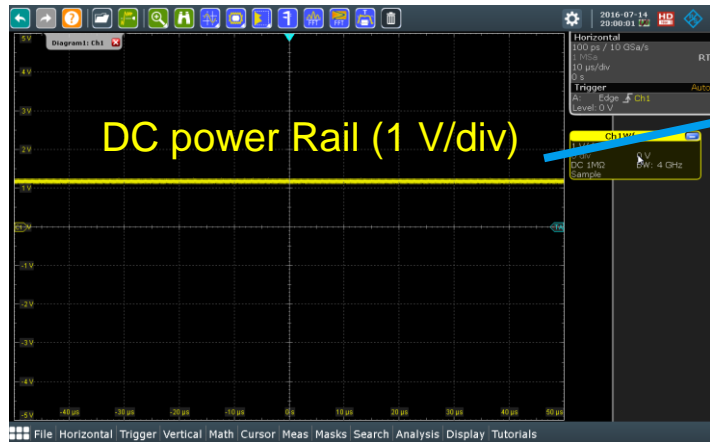 2016-07-14
20:00:01
HD
Diagram1: Ch1
Horizontal
100 ps / 10 GSa/s
1 MSa RT
10 µs/div
0 s
Trigger Auto
A: Edge Ch1
Level: 0 V
DC power Rail (1 V/div)
0 V
DC 1MΩ BW: 4 GHz
Sample
5 V
4 V
3 V
2 V
1 V
-1 V
-2 V
-3 V
-4 V
-5 V
-40 µs -30 µs -20 µs -10 µs 0 s 10 µs 20 µs 30 µs 40 µs 50 µs
File Horizontal Trigger Vertical Math Cursor Meas Masks Search Analysis Display Tutorials